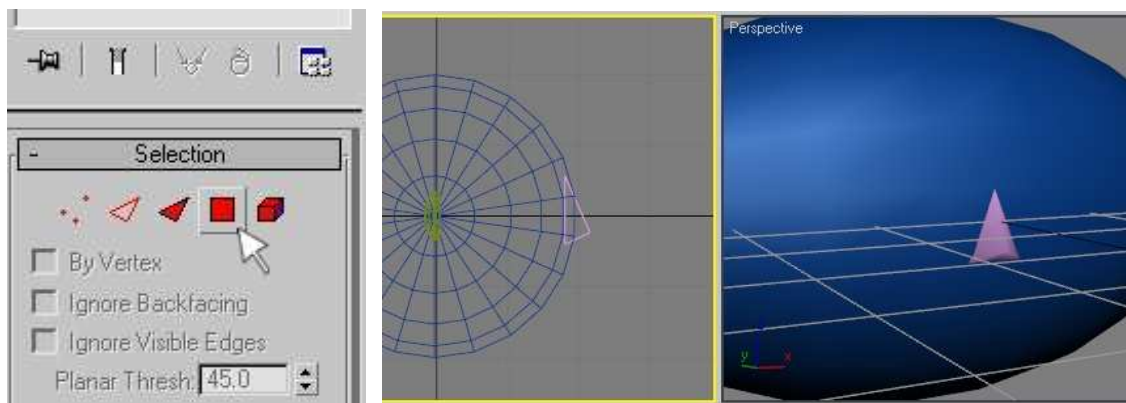 - Selection
By Vertex
Ignore Backfacing
Ignore Visible Edges
Planar Thresh: 45.0
Perspective
y x